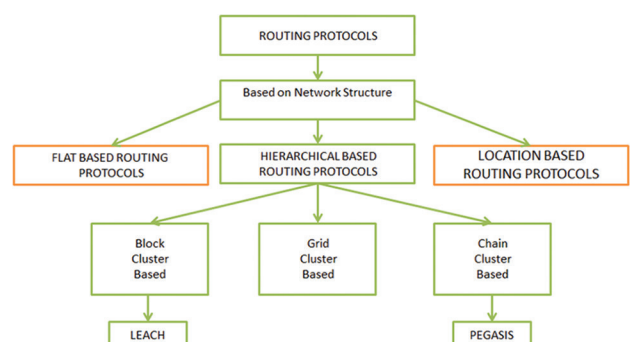 ROUTING PROTOCOLS
Based on Network Structure
FLAT BASED ROUTING
PROTOCOLS
HIERARCHICAL BASED
ROUTING PROTOCOLS
LOCATION BASED
ROUTING PROTOCOLS
Block
Cluster
Based
Grid
Cluster
Based
Chain
Cluster
Based
LEACH
PEGASIS